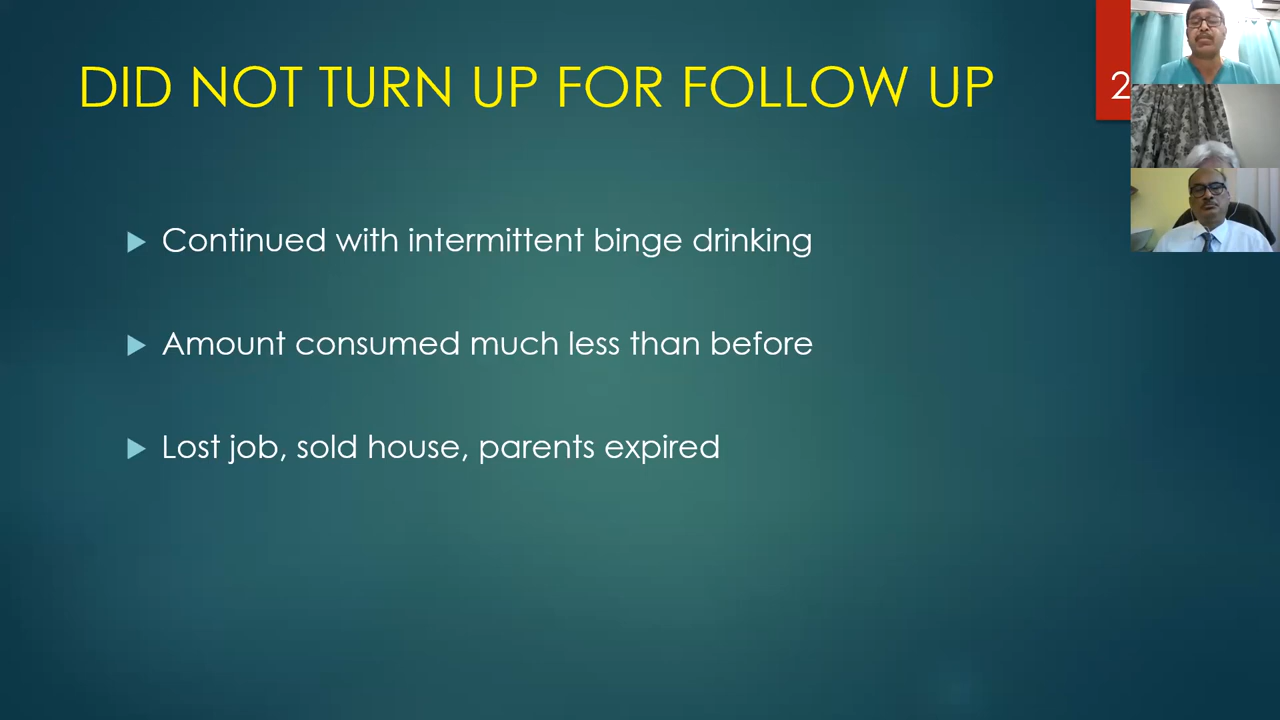 DID NOT TURN UP FOR FOLLOW UP
2
Continued with intermittent binge drinking
Amount consumed much less than before
Lost job, sold house, parents expired